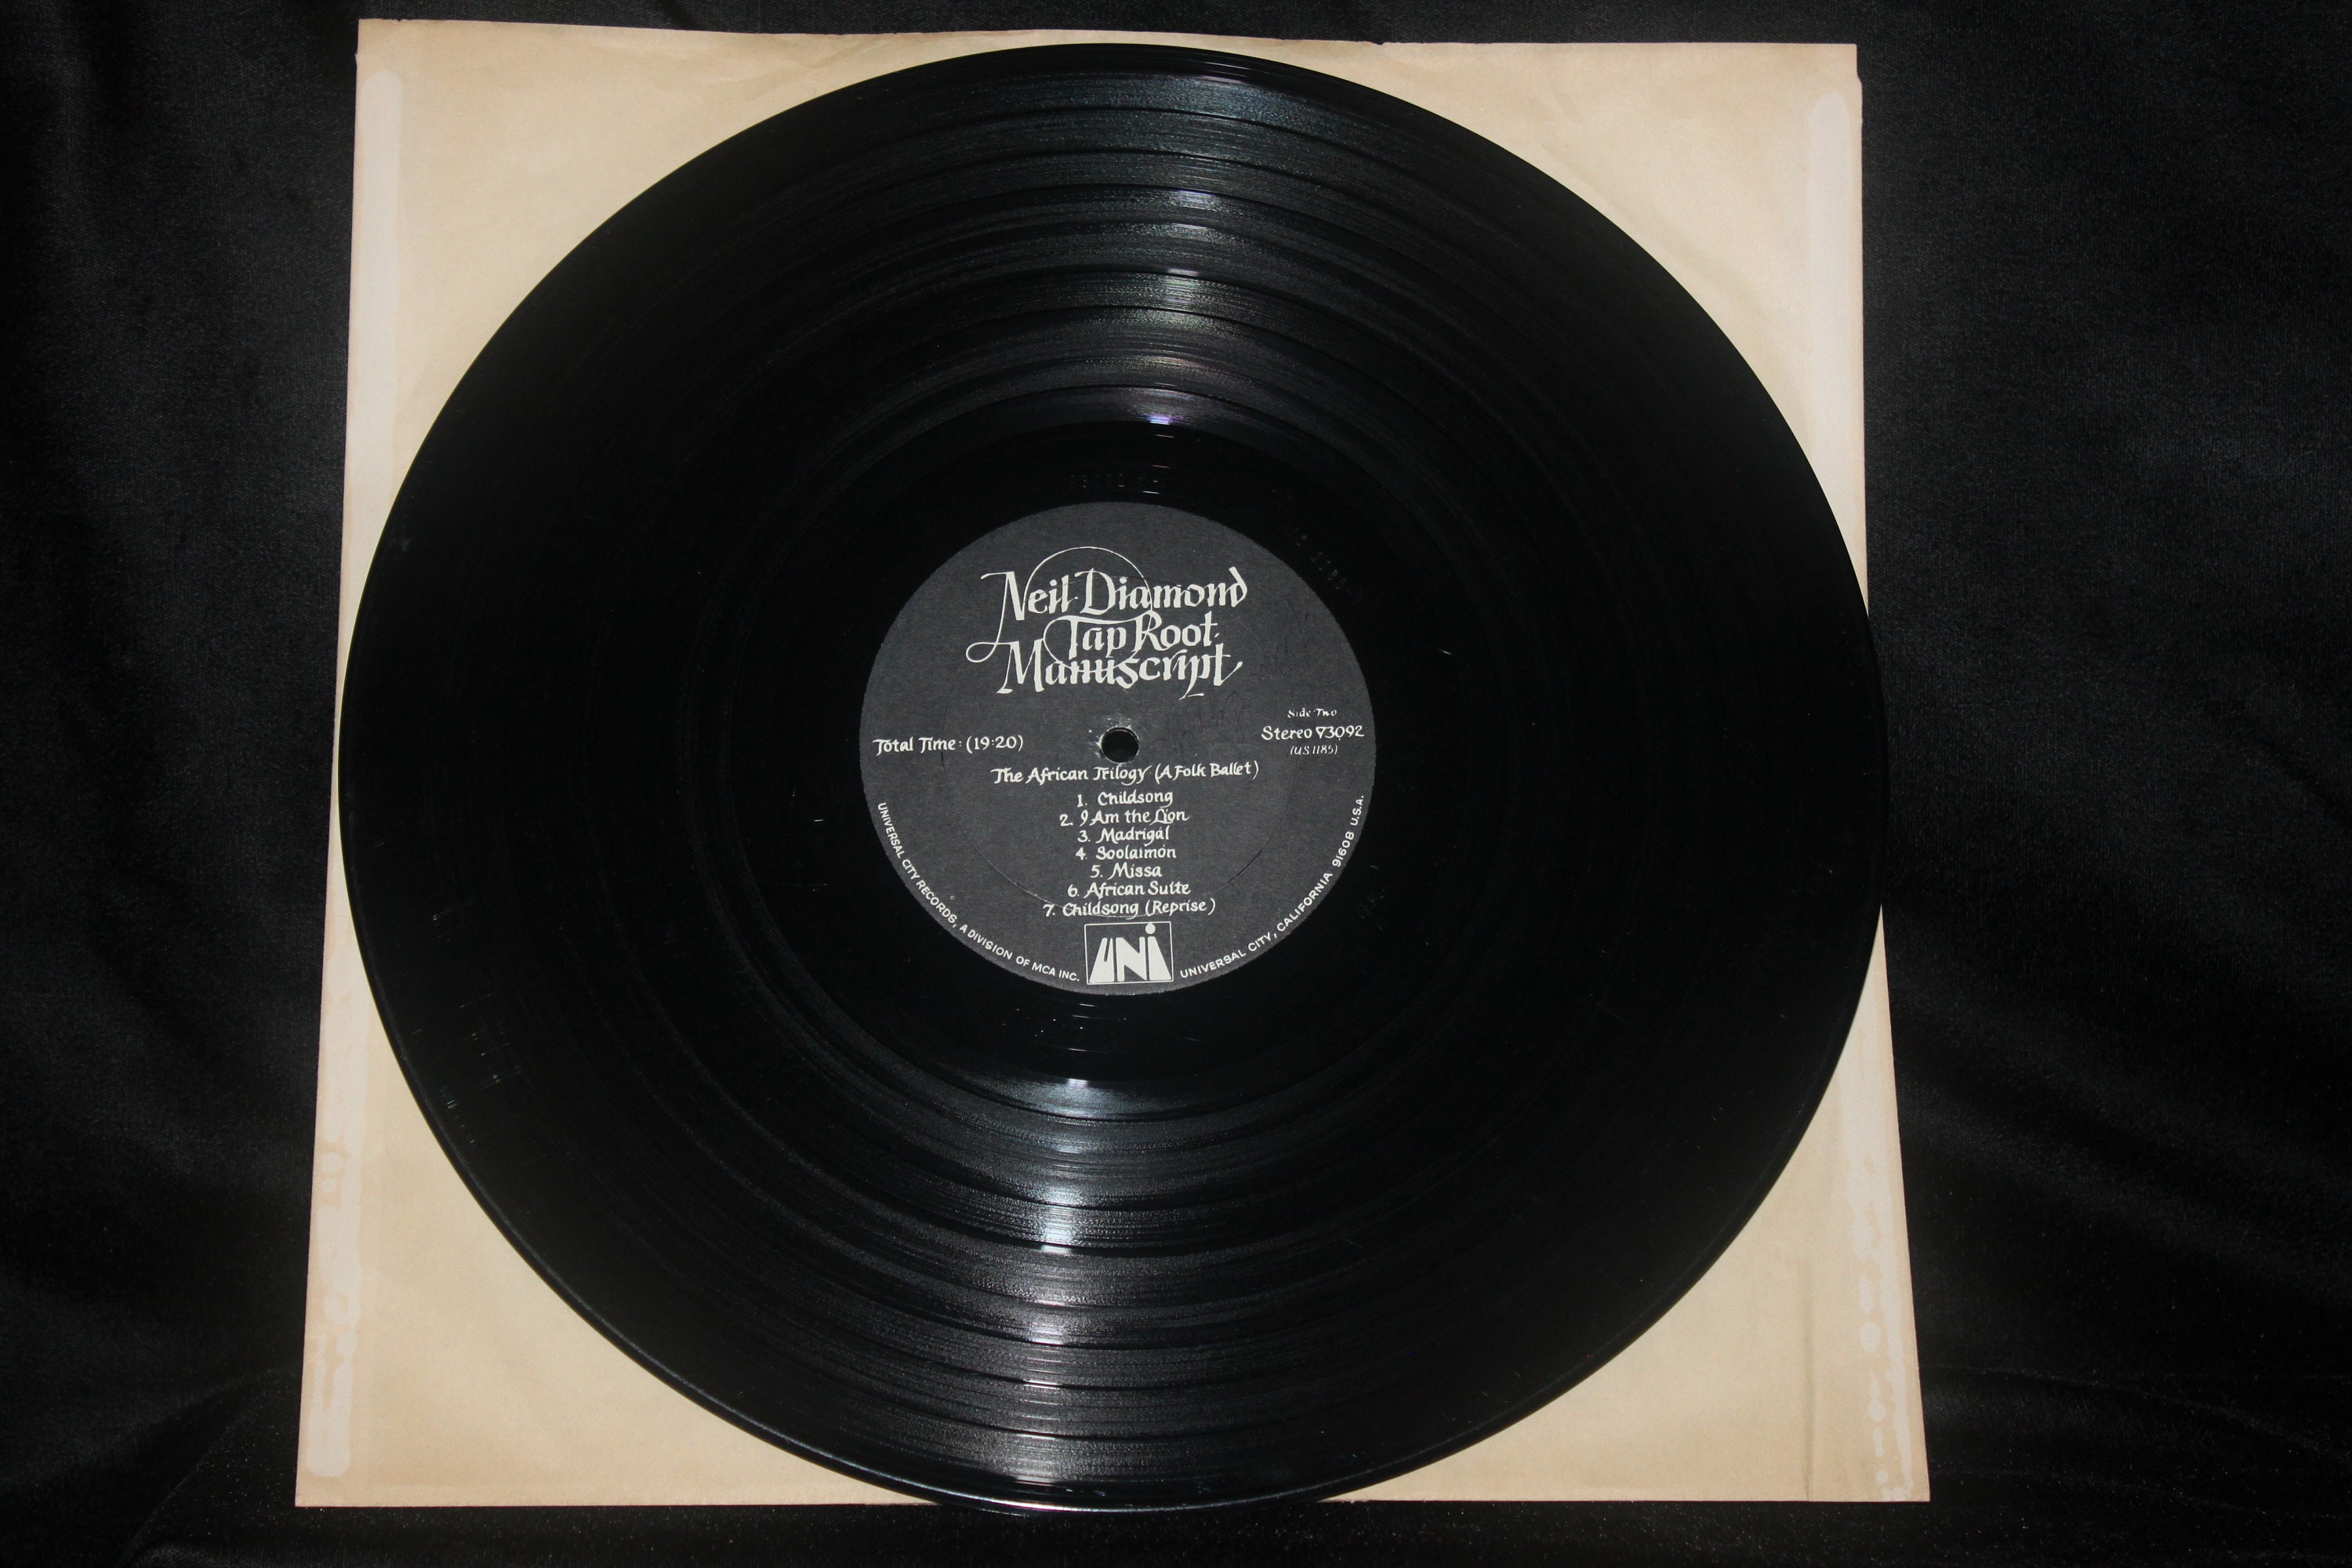 Neil Diamond
Tap Root
Manuscript
Side Two
Total Time: (19:20)
Stereo 73092
(US 1185)
The African Trilogy (A Folk Ballet)
1. Childsong
2. I Am the Lion
3. Madrigal
4. Soolaimón
5. Missa
6. African Suite
7. Childsong (Reprise)
UNI
UNIVERSAL CITY RECORDS, A DIVISION OF MCA INC.
UNIVERSAL CITY, CALIFORNIA 91608 U.S.A.